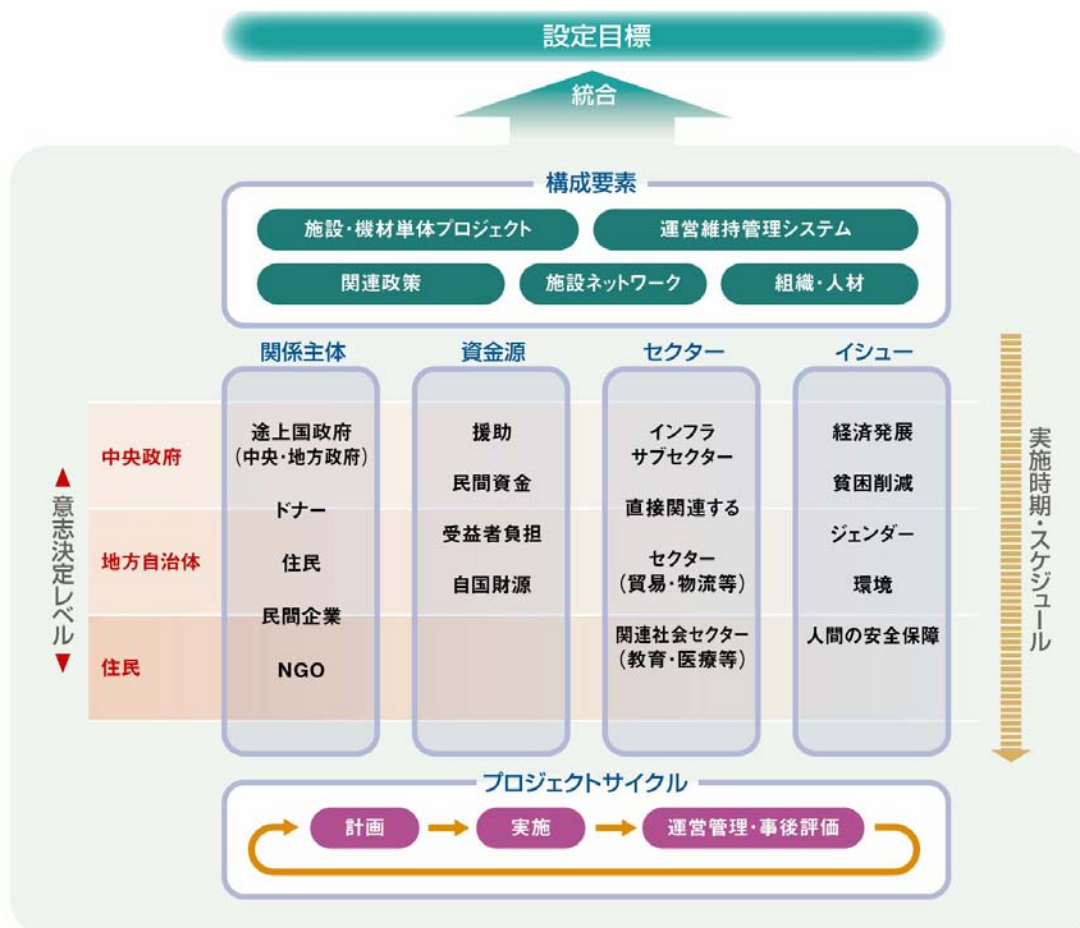 設定目標
統合
構成要素
施設・機材単体プロジェクト
運営維持管理システム
関連政策
施設ネットワーク
組織・人材
関係主体
資金源
セクター
イシュー
▲意志決定レベル▼
中央政府
地方自治体
住民
途上国政府
(中央・地方政府)
ドナー
住民
民間企業
NGO
援助
民間資金
受益者負担
自国財源
インフラ
サブセクター
直接関連する
セクター
(貿易・物流等)
関連社会セクター
(教育・医療等)
経済発展
貧困削減
ジェンダー
環境
人間の安全保障
実施時期・スケジュール
プロジェクトサイクル
計画
実施
運営管理・事後評価